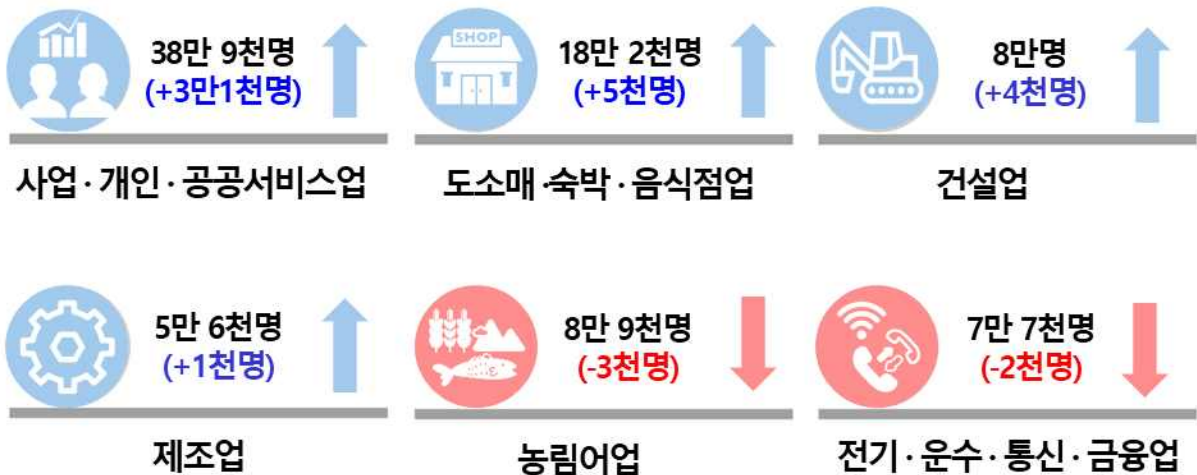 38만 9천명
(+3만1천명)
사업·개인·공공서비스업
SHOP
18만 2천명
(+5천명)
도소매·숙박·음식점업
8만명
(+4천명)
건설업
5만 6천명
(+1천명)
제조업
8만 9천명
(-3천명)
농림어업
7만 7천명
(-2천명)
전기·운수·통신·금융업